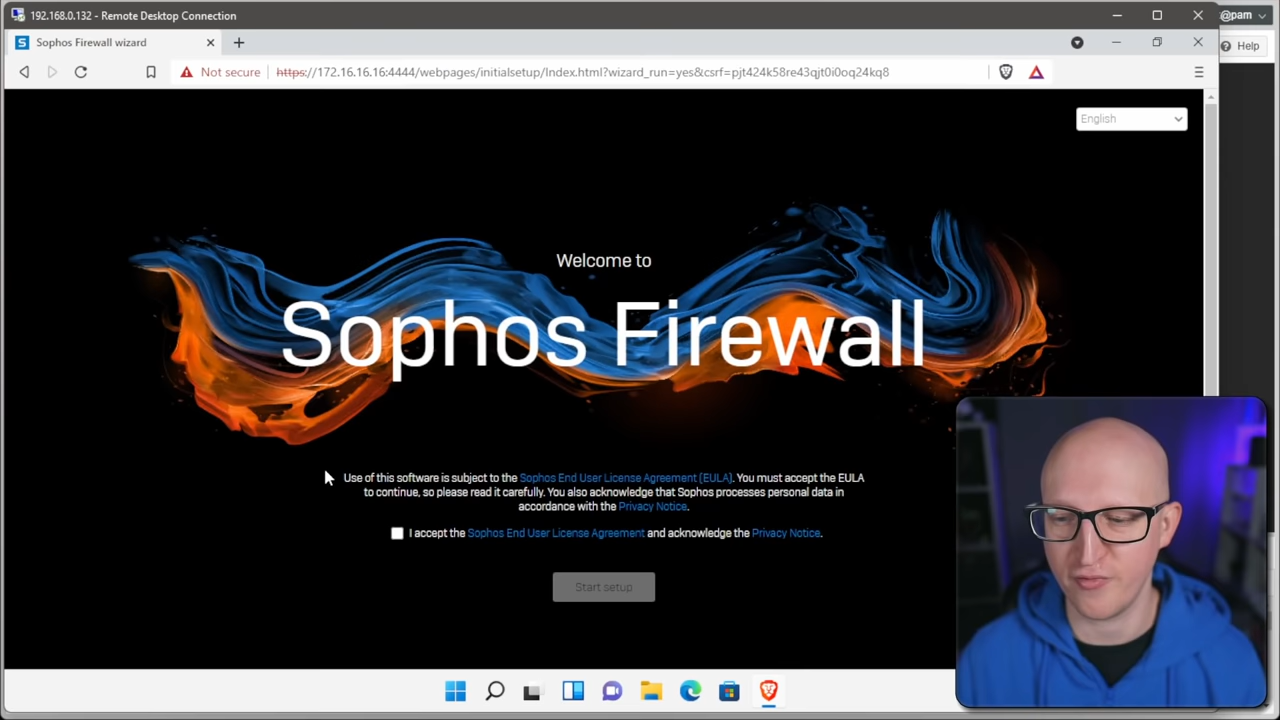 192.168.0.132 - Remote Desktop Connection
@pam
S Sophos Firewall wizard
Help
Not secure https://172.16.16.16:4444/webpages/initialsetup/Index.html?wizard_run=yes&csrf=pjt424k58re43qjt0i0oq24kq8
English
Welcome to
Sophos Firewall
Use of this software is subject to the Sophos End User License Agreement (EULA). You must accept the EULA
to continue, so please read it carefully. You also acknowledge that Sophos processes personal data in
accordance with the Privacy Notice.
I accept the Sophos End User License Agreement and acknowledge the Privacy Notice.
Start setup